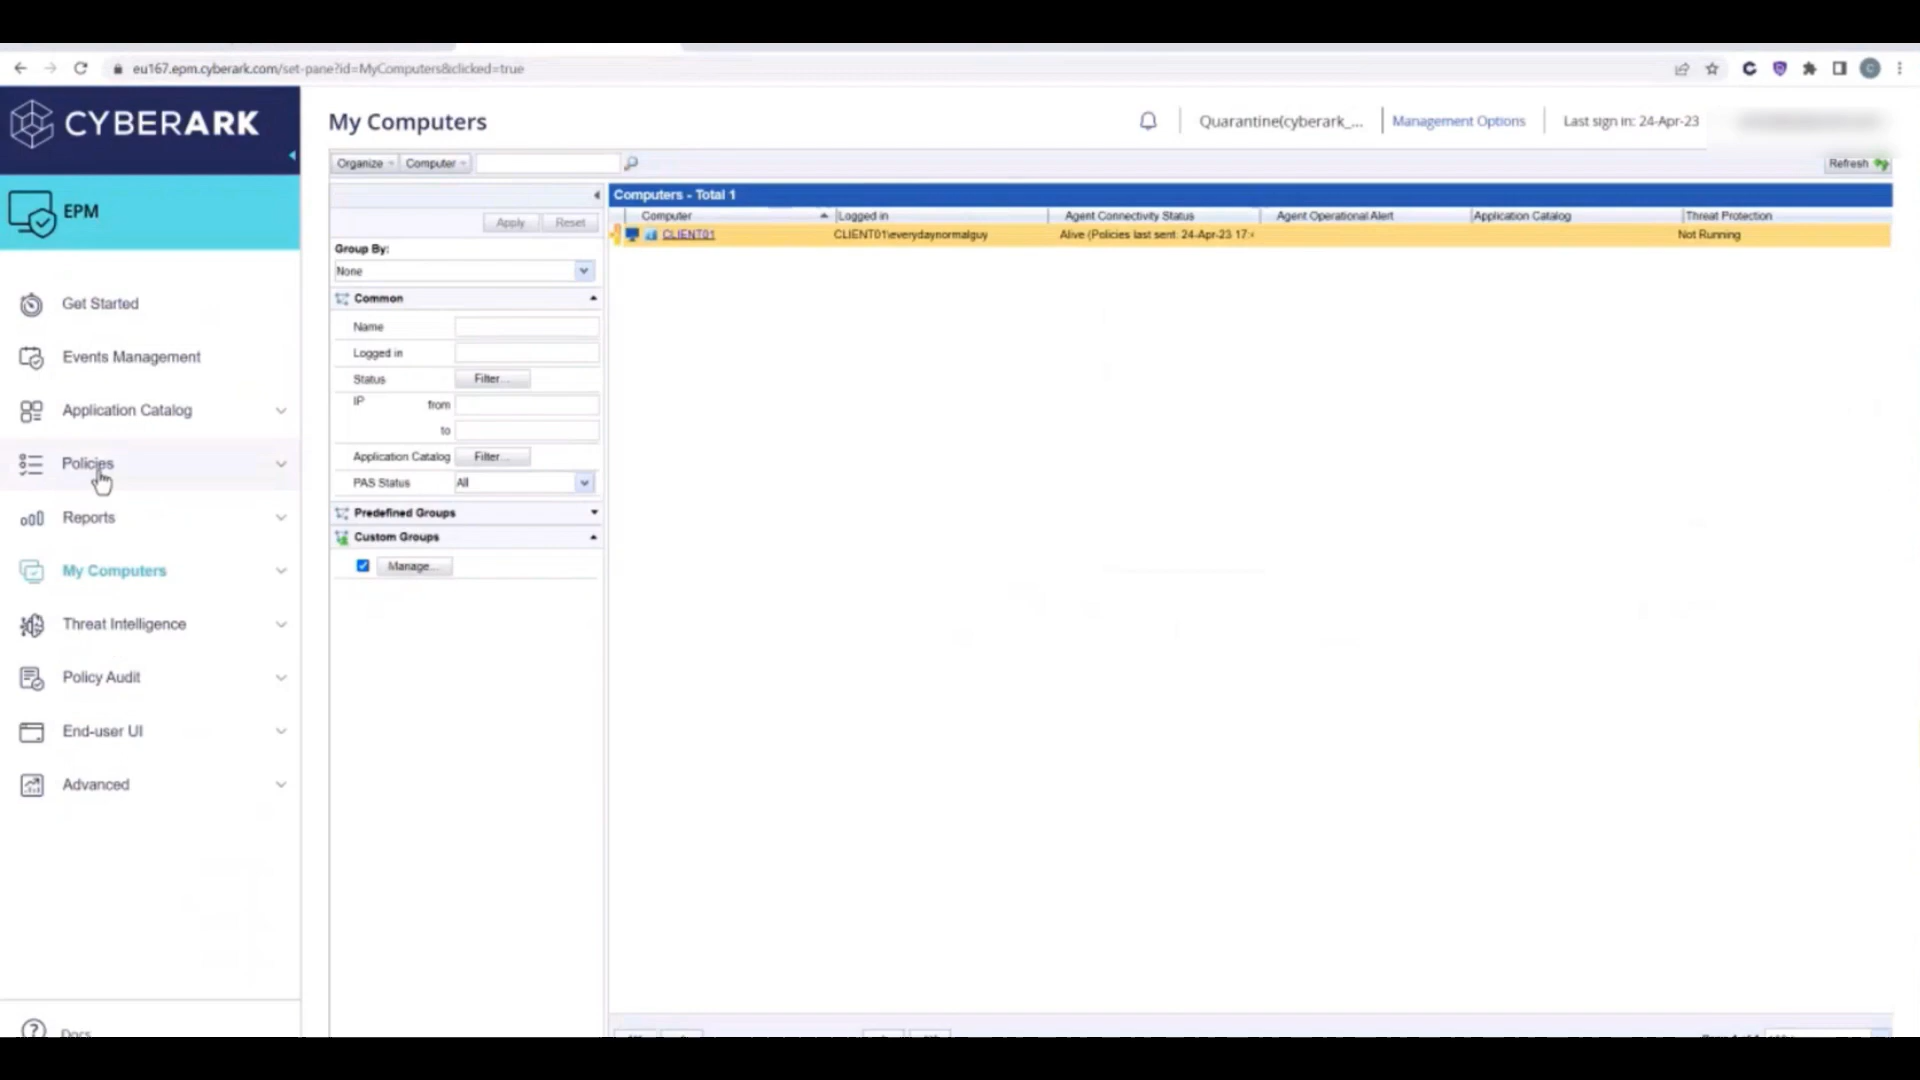 eu167.epm.cyberark.com/set-pane?id=MyComputers&clicked=true
C
CYBERARK
EPM
Get Started
Events Management
Application Catalog
Policies
Reports
My Computers
Threat Intelligence
Policy Audit
End-user UI
Advanced
Docs
My Computers
Quarantine(cyberark_...
Management Options
Last sign in: 24-Apr-23
Organize
Computer
Refresh
Apply
Reset
Group By:
None
Common
Name
Logged in
Status
Filter...
IP
from
to
Application Catalog
Filter...
PAS Status
All
Predefined Groups
Custom Groups
Manage...
Computers - Total 1
Computer
Logged in
Agent Connectivity Status
Agent Operational Alert
Application Catalog
Threat Protection
CLIENT01
CLIENT01\everydaynormalguy
Alive (Policies last sent: 24-Apr-23 17:
Not Running